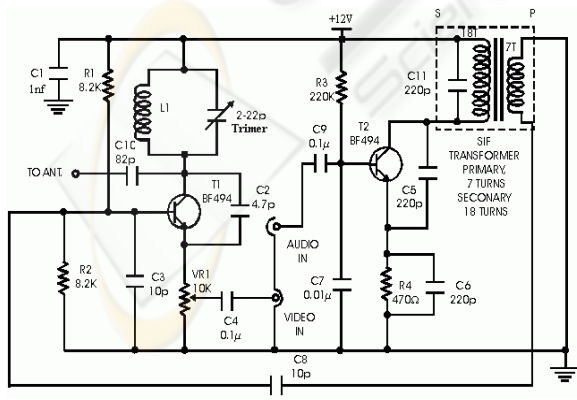 +12V
S
P
18T
7T
C1
1nf
R1
8.2K
L1
2-22p
Trimer
R3
220K
C11
220p
C10
82p
TO ANT.
T1
BF494
C2
4.7p
C9
0.1µ
T2
BF494
C5
220p
SIF
TRANSFORMER
PRIMARY,
7 TURNS
SECONARY
18 TURNS
AUDIO
IN
R2
8.2K
C3
10p
VR1
10K
C4
0.1µ
VIDEO
IN
C7
0.01µ
R4
470Ω
C6
220p
C8
10p